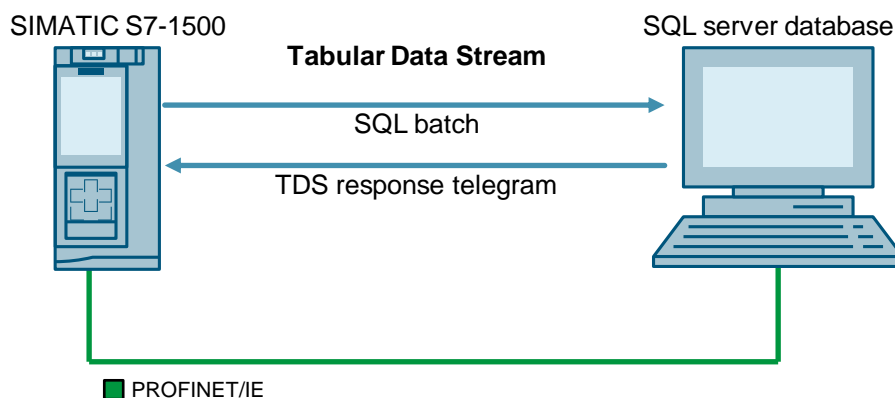 SIMATIC S7-1500
SQL server database
Tabular Data Stream
SQL batch
TDS response telegram
PROFINET/IE